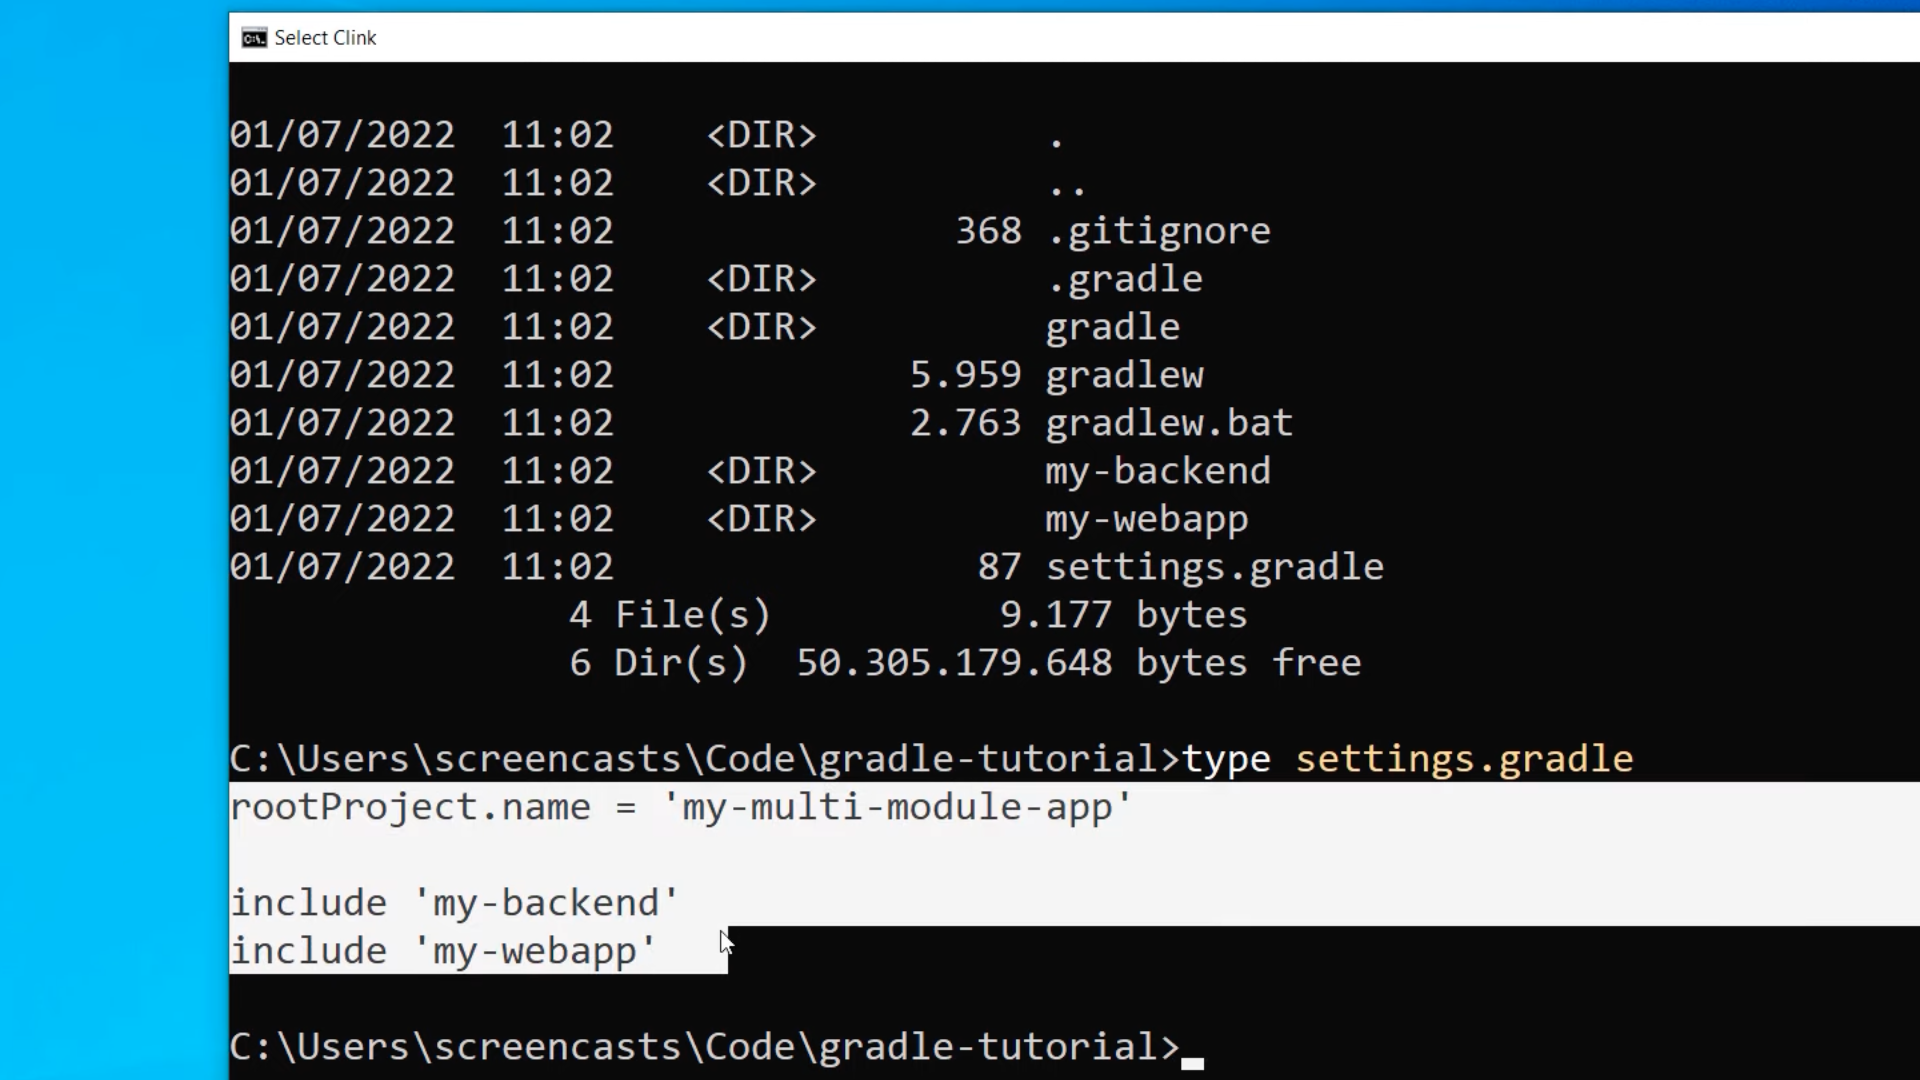 Select Clink
01/07/2022  11:02    <DIR>          .
01/07/2022  11:02    <DIR>          ..
01/07/2022  11:02               368 .gitignore
01/07/2022  11:02    <DIR>          .gradle
01/07/2022  11:02    <DIR>          gradle
01/07/2022  11:02             5.959 gradlew
01/07/2022  11:02             2.763 gradlew.bat
01/07/2022  11:02    <DIR>          my-backend
01/07/2022  11:02    <DIR>          my-webapp
01/07/2022  11:02                87 settings.gradle
               4 File(s)          9.177 bytes
               6 Dir(s)  50.305.179.648 bytes free
C:\Users\screencasts\Code\gradle-tutorial>type settings.gradle
rootProject.name = 'my-multi-module-app'
include 'my-backend'
include 'my-webapp'
C:\Users\screencasts\Code\gradle-tutorial>